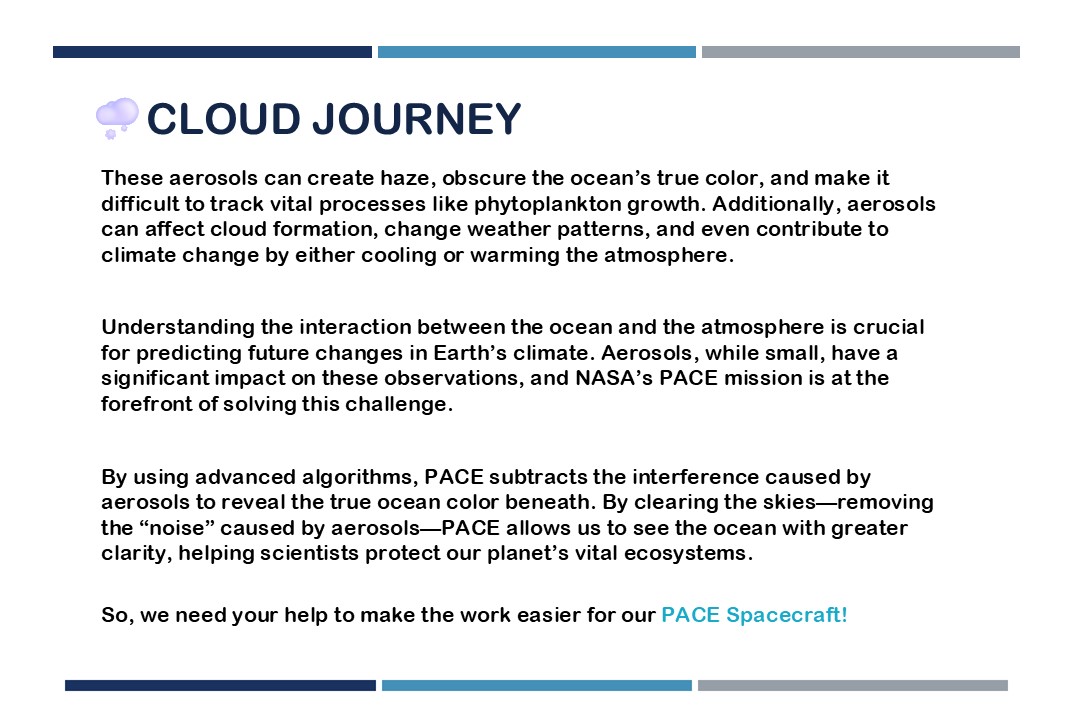 CLOUD JOURNEY
These aerosols can create haze, obscure the ocean’s true color, and make it
difficult to track vital processes like phytoplankton growth. Additionally, aerosols
can affect cloud formation, change weather patterns, and even contribute to
climate change by either cooling or warming the atmosphere.
Understanding the interaction between the ocean and the atmosphere is crucial
for predicting future changes in Earth’s climate. Aerosols, while small, have a
significant impact on these observations, and NASA’s PACE mission is at the
forefront of solving this challenge.
By using advanced algorithms, PACE subtracts the interference caused by
aerosols to reveal the true ocean color beneath. By clearing the skies—removing
the “noise” caused by aerosols—PACE allows us to see the ocean with greater
clarity, helping scientists protect our planet’s vital ecosystems.
So, we need your help to make the work easier for our PACE Spacecraft!